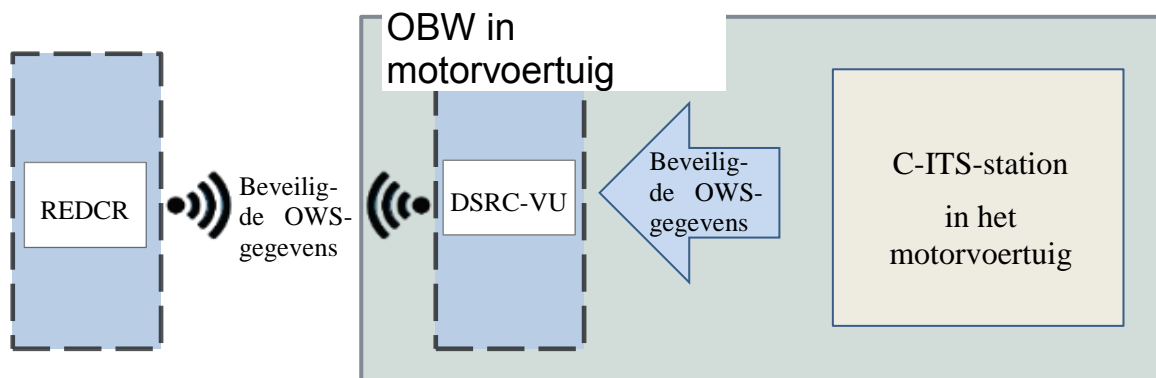 OBW in
motorvoertuig
REDCR
Beveilig-
de OWS-
gegevens
DSRC-VU
Beveilig-
de OWS-
gegevens
C-ITS-station
in het
motorvoertuig